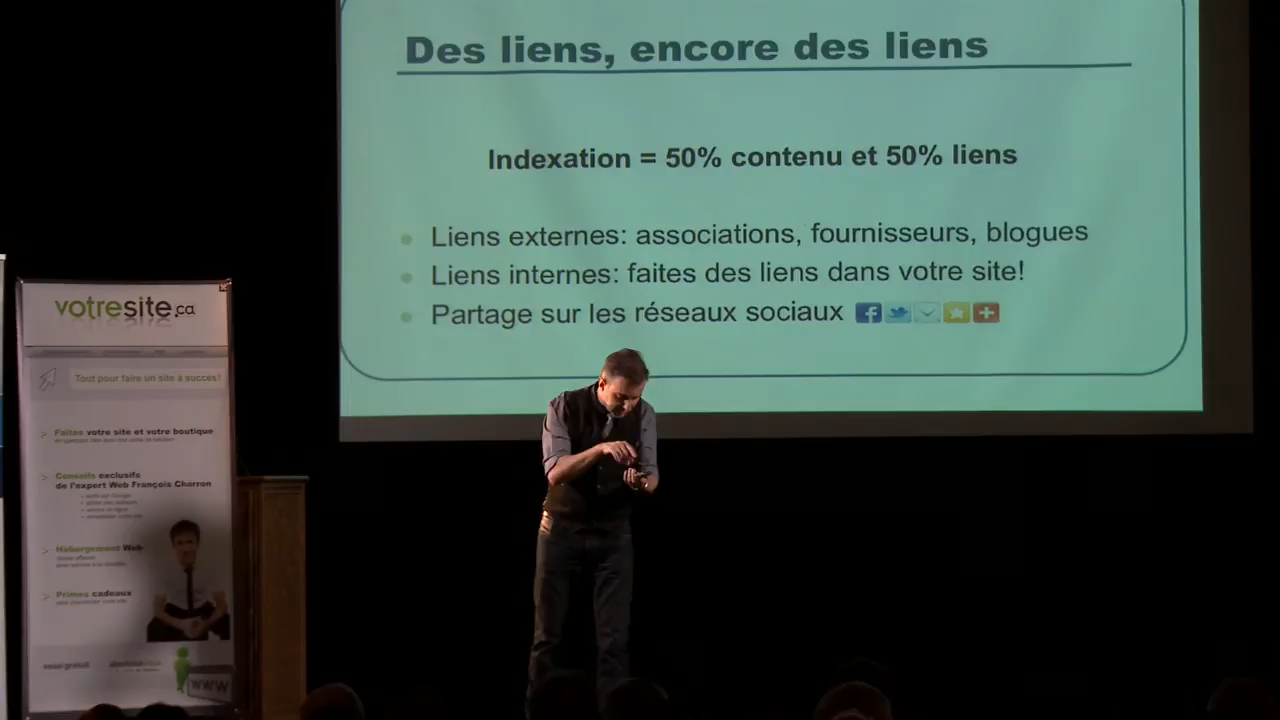 Des liens, encore des liens
Indexation = 50% contenu et 50% liens
Liens externes: associations, fournisseurs, blogues
Liens internes: faites des liens dans votre site!
Partage sur les réseaux sociaux
votresite.ca
Tout pour faire un site à succès!
> Faites votre site et votre boutique
> Conseils exclusifs
de l'expert Web François Charron
> Hébergement Web
> Primes cadeaux
www